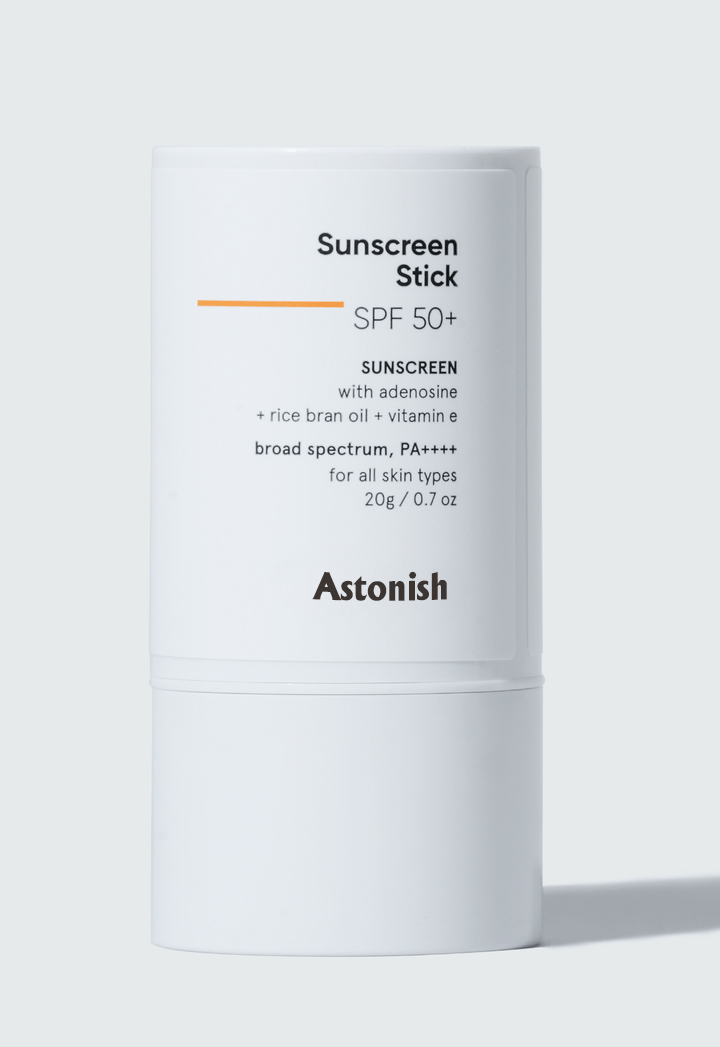 Sunscreen
Stick
SPF 50+
SUNSCREEN
with adenosine
+ rice bran oil + vitamin e
broad spectrum, PA++++
for all skin types
20g / 0.7 oz
Astonish